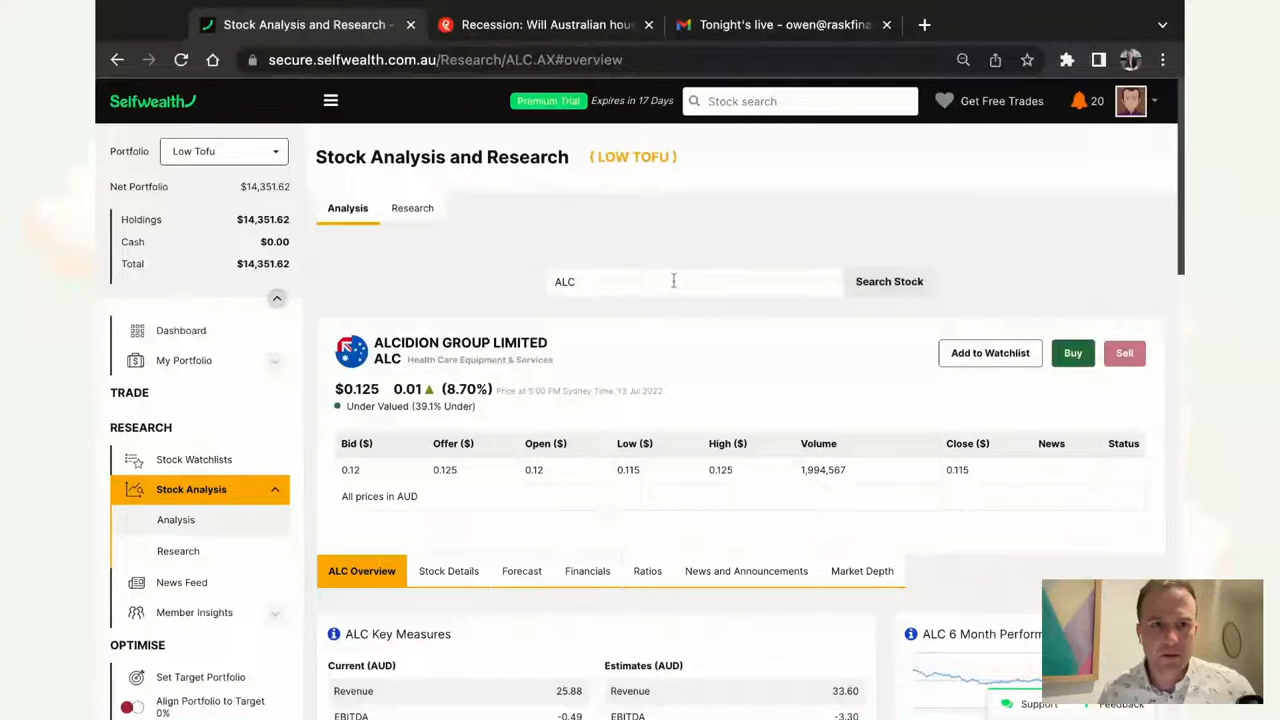 Stock Analysis and Research -
Recession: Will Australian hou
Tonight's live - owen@raskfina
secure.selfwealth.com.au/Research/ALC.AX#overview
Selfwealth
Premium Trial
Expires in 17 Days
Stock search
Get Free Trades
20
Portfolio
Low Tofu
Net Portfolio
$14,351.62
Holdings
$14,351.62
Cash
$0.00
Total
$14,351.62
Dashboard
My Portfolio
TRADE
RESEARCH
Stock Watchlists
Stock Analysis
Analysis
Research
News Feed
Member Insights
OPTIMISE
Set Target Portfolio
Align Portfolio to Target
0%
Stock Analysis and Research
( LOW TOFU )
Analysis
Research
ALC
Search Stock
ALCIDION GROUP LIMITED
ALC Health Care Equipment & Services
Add to Watchlist
Buy
Sell
$0.125 0.01 (8.70%) Price at 5:00 PM Sydney Time, 13 Jul 2022
Under Valued (39.1% Under)
Bid ($) Offer ($) Open ($) Low ($) High ($) Volume Close ($) News Status
0.12 0.125 0.12 0.115 0.125 1,994,567 0.115
All prices in AUD
ALC Overview
Stock Details
Forecast
Financials
Ratios
News and Announcements
Market Depth
ALC Key Measures
ALC 6 Month Perform
Current (AUD)
Estimates (AUD)
Revenue 25.88
Revenue 33.60
EBITDA -0.49
EBITDA -3.30
Support
Feedback